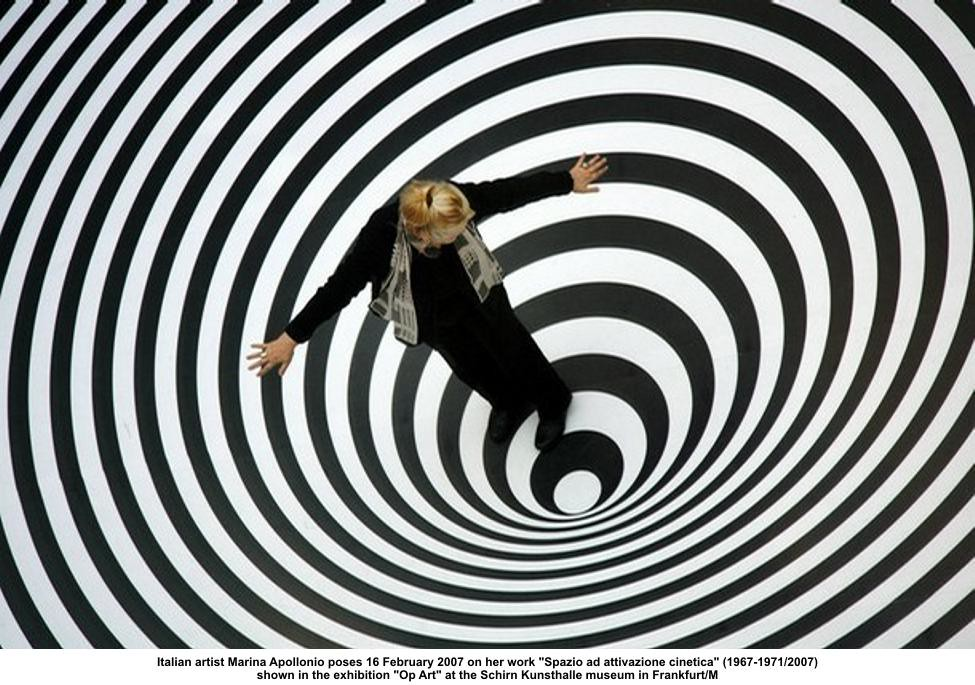 Italian artist Marina Apollonio poses 16 February 2007 on her work "Spazio ad attivazione cinetica" (1967-1971/2007)
shown in the exhibition "Op Art" at the Schirn Kunsthalle museum in Frankfurt/M